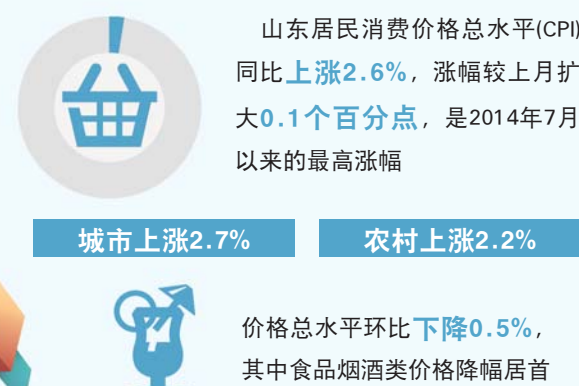 山东居民消费价格总水平(CPI)
同比上涨2.6%，涨幅较上月扩
大0.1个百分点，是2014年7月
以来的最高涨幅
城市上涨2.7%
农村上涨2.2%
价格总水平环比下降0.5%，
其中食品烟酒类价格降幅居首